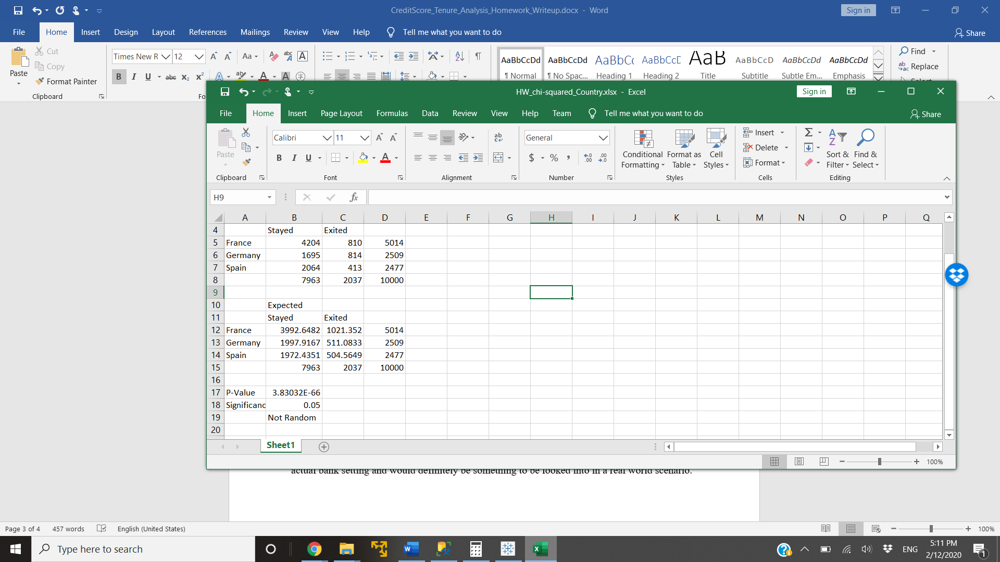 CreditScore_Tenure_Analysis_Homework_Writeup.docx - Word
Sign in
File Home Insert Design Layout References Mailings Review View Help Tell me what you want to do Share
Paste Cut Copy Format Painter Clipboard
Times New R 12 Aa
B I U abc X₂ X²
AaBbCcDd AaBbCcDd AaBbCc AaBbCcD AaB AaBbCcD AaBbCcDd AaBbCcDd
¶ Normal ¶ No Spac... Heading 1 Heading 2 Title Subtitle Subtle Em... Emphasis
Find
Replace
HW_chi-squared_Country.xlsx - Excel
Sign in
File Home Insert Page Layout Formulas Data Review View Help Team Tell me what you want to do Share
Paste
Calibri 11
B I U
General
$ % ,
Conditional Formatting Format as Table Cell Styles
Insert
Delete
Format
Sort & Filter Find & Select
Clipboard Font Alignment Number Styles Cells Editing
H9 fx
A B C D E F G H I J K L M N O P Q
4 Stayed Exited
5 France 4204 810 5014
6 Germany 1695 814 2509
7 Spain 2064 413 2477
8 7963 2037 10000
9
10 Expected
11 Stayed Exited
12 France 3992.6482 1021.352 5014
13 Germany 1997.9167 511.0833 2509
14 Spain 1972.4351 504.5649 2477
15 7963 2037 10000
16
17 P-Value 3.83032E-66
18 Significanc 0.05
19 Not Random
20
Sheet1
100%
actual bank setting and would definitely be something to be looked into in a real world scenario.
Page 3 of 4 457 words English (United States) 100%
Type here to search
ENG
5:11 PM
2/12/2020
1